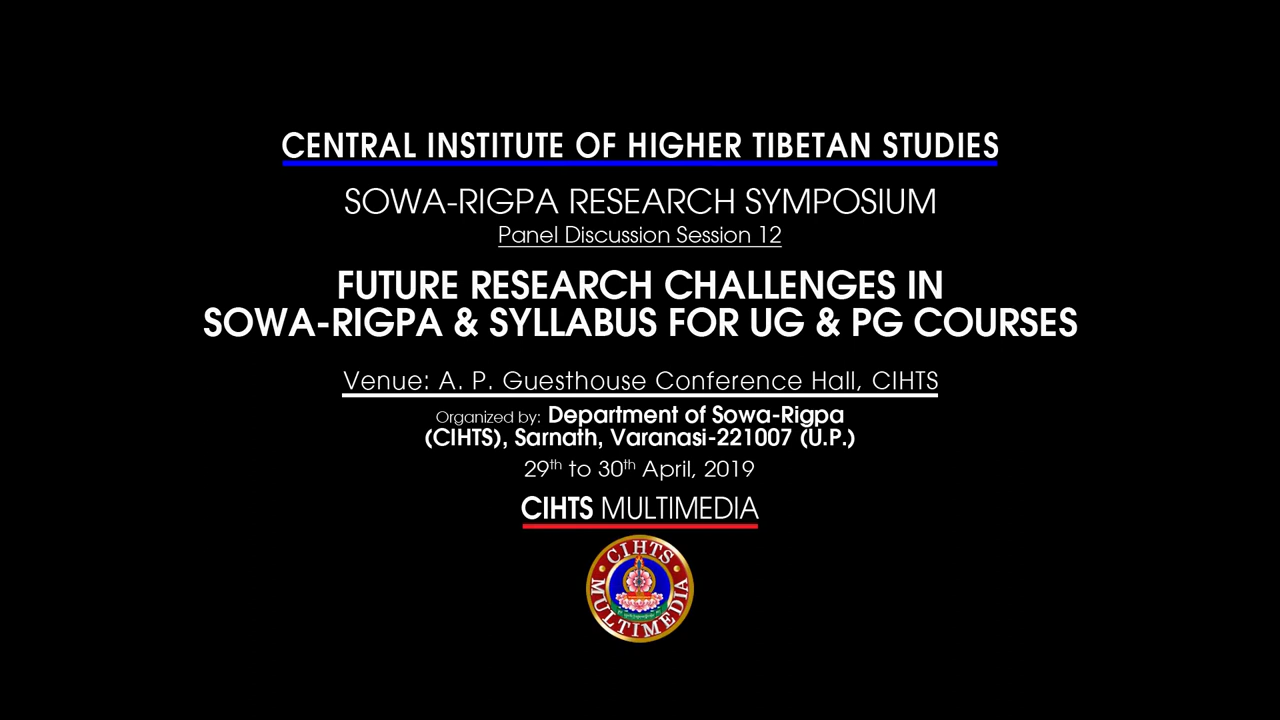 CENTRAL INSTITUTE OF HIGHER TIBETAN STUDIES
SOWA-RIGPA RESEARCH SYMPOSIUM
Panel Discussion Session 12
FUTURE RESEARCH CHALLENGES IN
SOWA-RIGPA & SYLLABUS FOR UG & PG COURSES
Venue: A. P. Guesthouse Conference Hall, CIHTS
Organized by: Department of Sowa-Rigpa
(CIHTS), Sarnath, Varanasi-221007 (U.P.)
29th to 30th April, 2019
CIHTS MULTIMEDIA
CIHTS
MULTIMEDIA